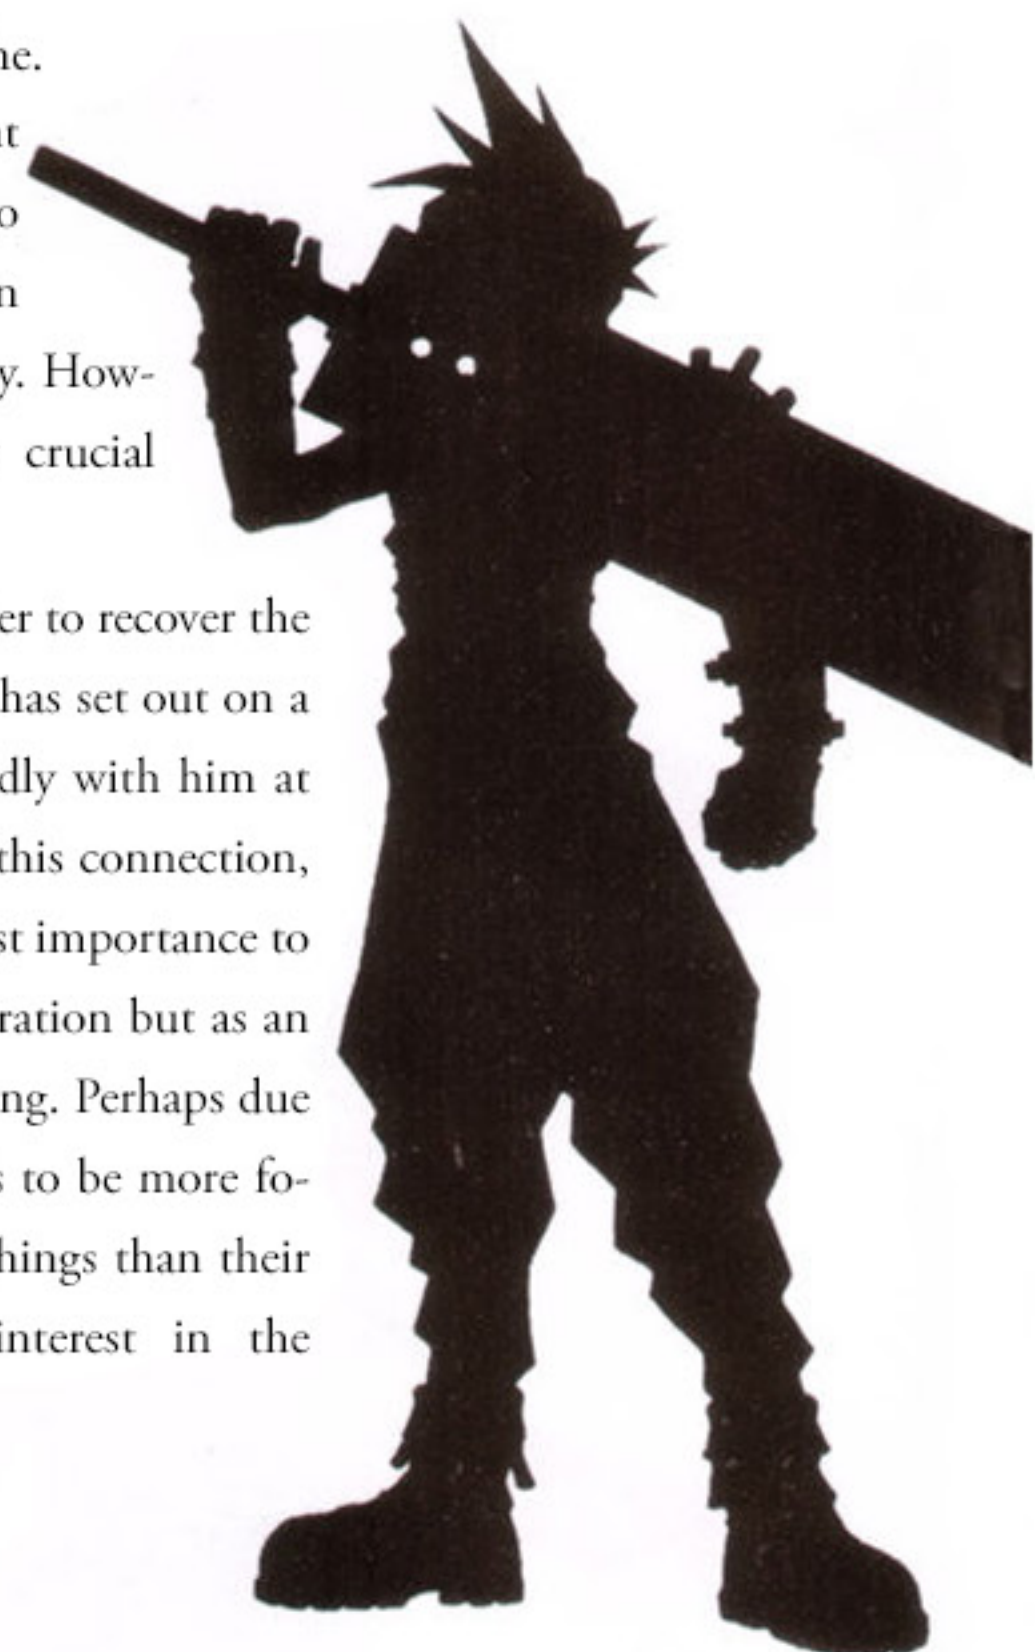 ne.
nt
o
n
y. How-
crucial
er to recover the
has set out on a
dly with him at
this connection,
st importance to
ration but as an
ng. Perhaps due
s to be more fo-
hings than their
interest in the